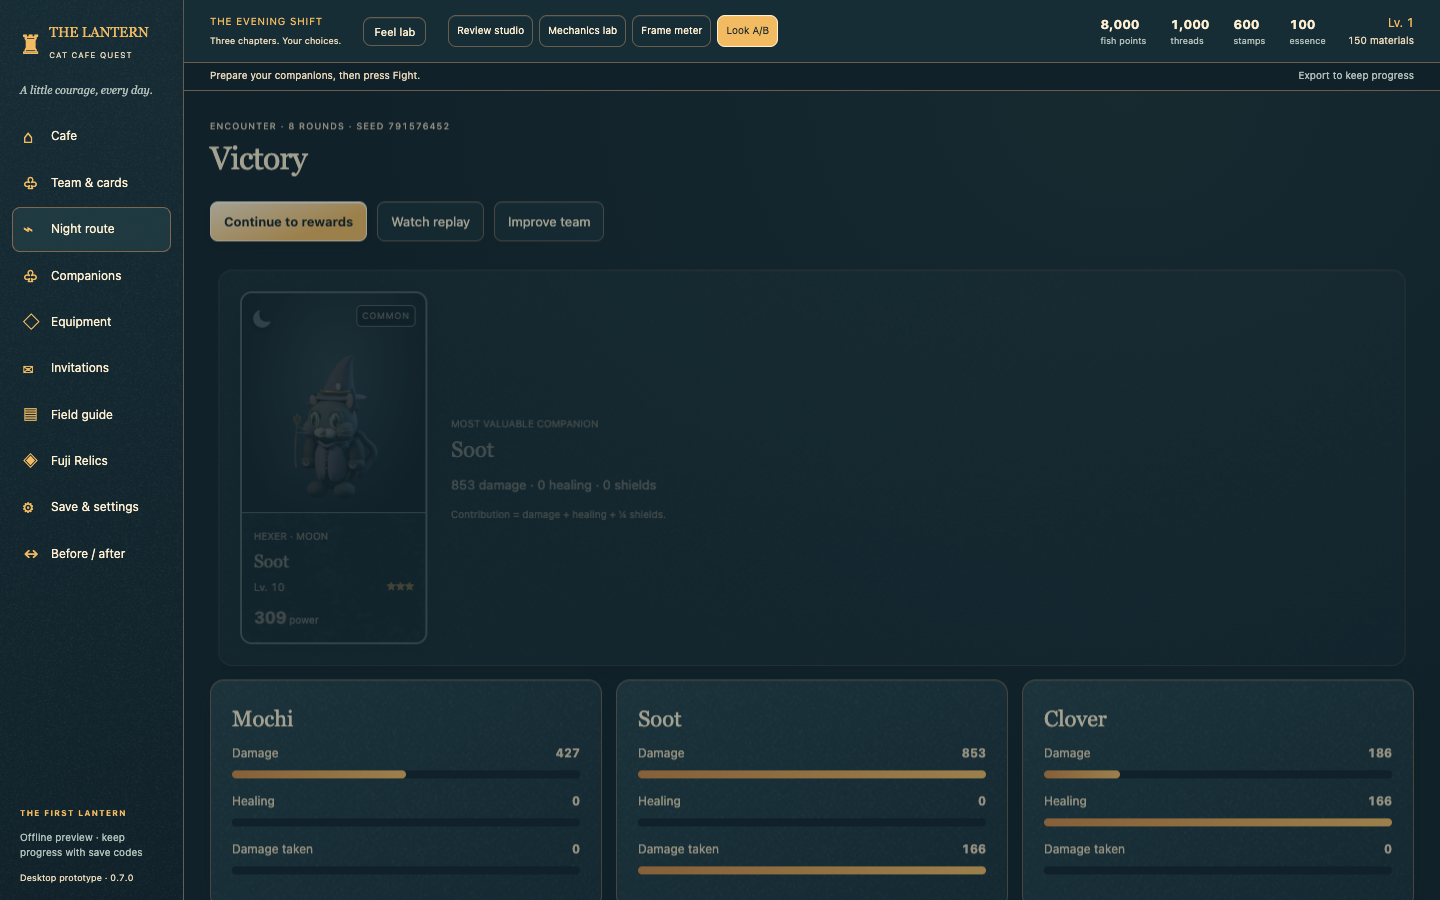 THE LANTERN
CAT CAFE QUEST
A little courage, every day.
Cafe
Team & cards
Night route
Companions
Equipment
Invitations
Field guide
Fuji Relics
Save & settings
Before / after
THE FIRST LANTERN
Offline preview · keep
progress with save codes
Desktop prototype · 0.7.0
THE EVENING SHIFT
Three chapters. Your choices.
Feel lab
Review studio
Mechanics lab
Frame meter
Look A/B
8,000
fish points
1,000
threads
600
stamps
100
essence
Lv. 1
150 materials
Prepare your companions, then press Fight.
Export to keep progress
ENCOUNTER · 8 ROUNDS · SEED 791576452
Victory
Continue to rewards
Watch replay
Improve team
COMMON
HEXER · MOON
Soot
Lv. 10
★★★
309 power
MOST VALUABLE COMPANION
Soot
853 damage · 0 healing · 0 shields
Contribution = damage + healing + ¼ shields.
Mochi
Damage 427
Healing 0
Damage taken 0
Soot
Damage 853
Healing 0
Damage taken 166
Clover
Damage 186
Healing 166
Damage taken 0